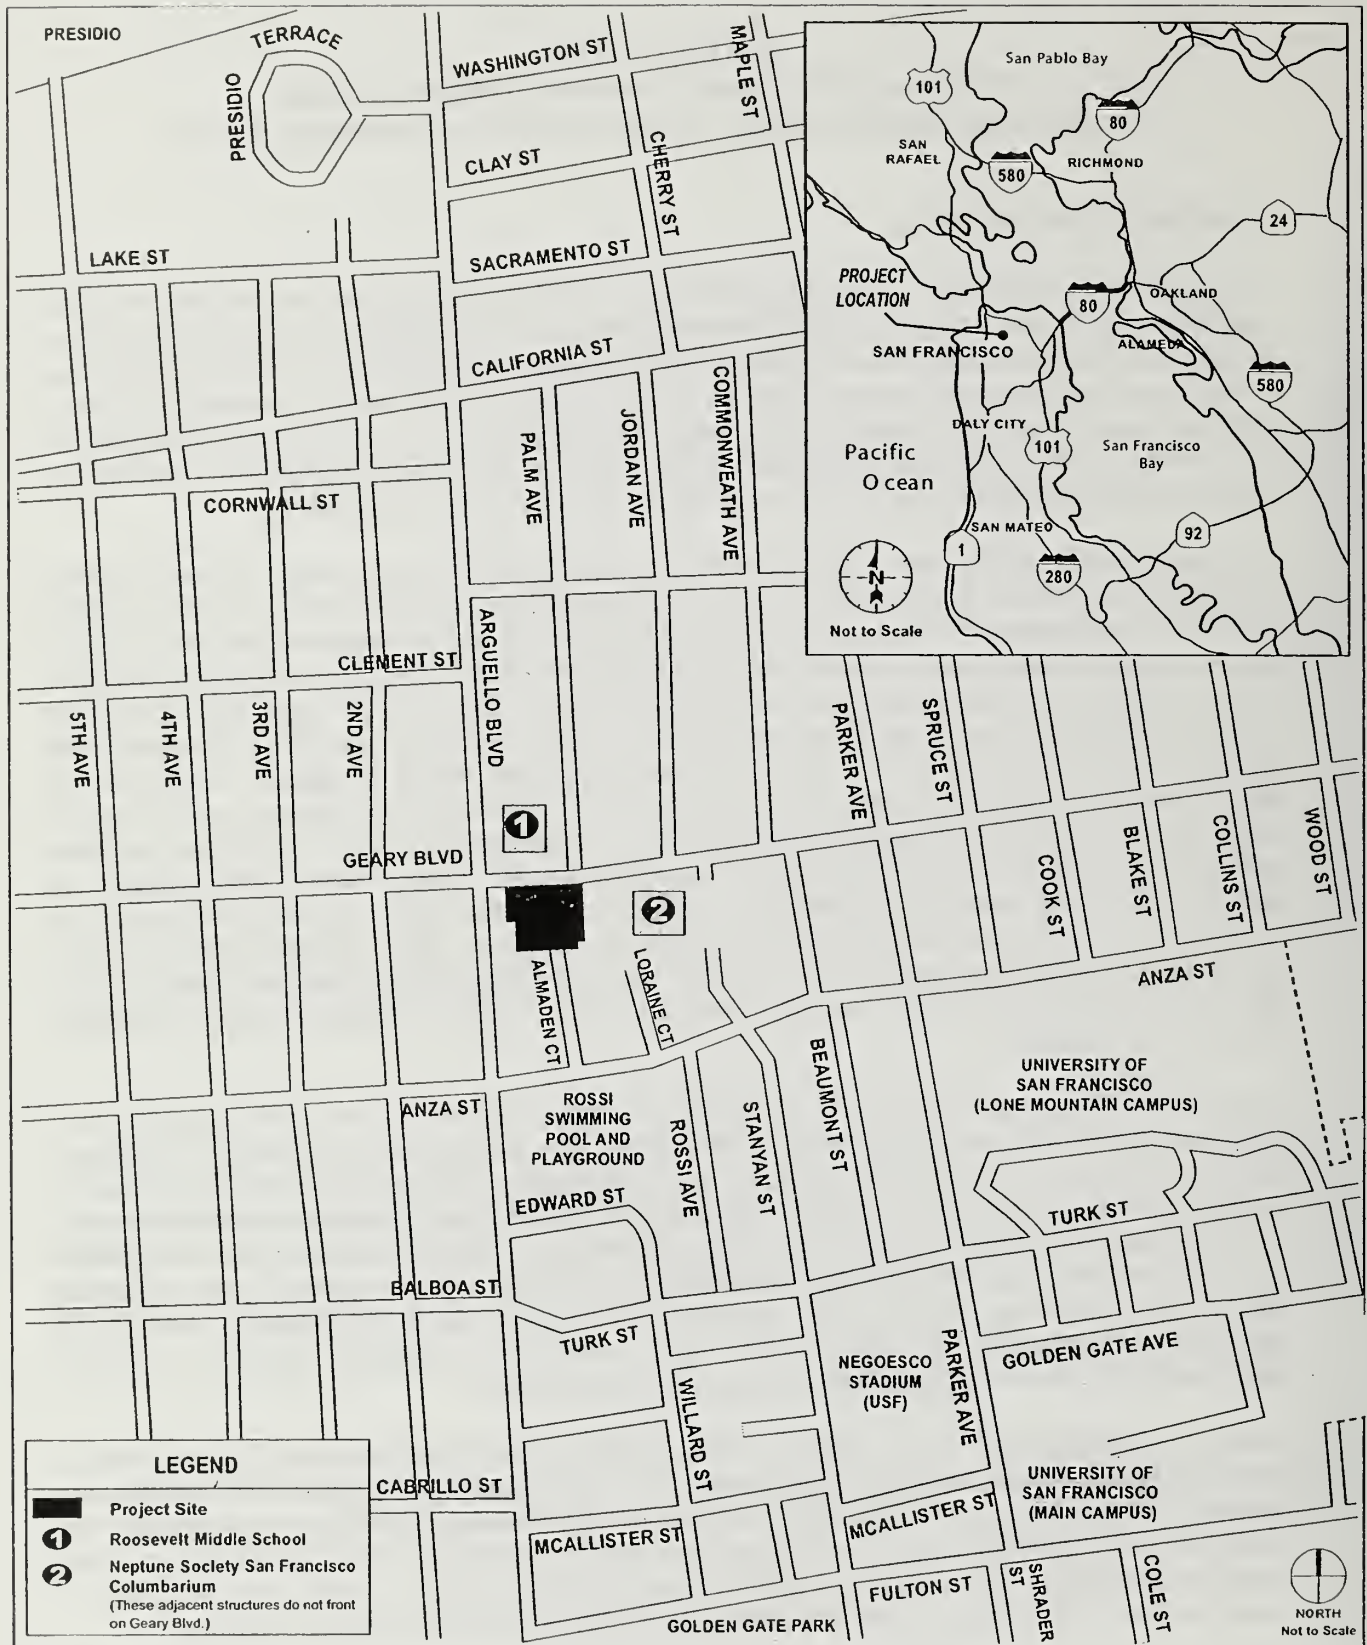 PRESIDIO
PRESIDIO
TERRACE
WASHINGTON ST
MAPLE ST
CLAY ST
CHERRY ST
LAKE ST
SACRAMENTO ST
CALIFORNIA ST
PALM AVE
JORDAN AVE
COMMONWEATH AVE
CORNWALL ST
ARGUELLO BLVD
CLEMENT ST
5TH AVE
4TH AVE
3RD AVE
2ND AVE
PARKER AVE
SPRUCE ST
San Pablo Bay
101
80
SAN
RAFAEL
RICHMOND
580
24
PROJECT
LOCATION
80
OAKLAND
SAN FRANCISCO
ALAMEDA
580
DALY CITY
101
San Francisco
Bay
Pacific
Ocean
SAN MATEO
92
1
280
N
Not to Scale
1
GEARY BLVD
COOK ST
BLAKE ST
COLLINS ST
WOOD ST
2
ALMADEN CT
LORAINE CT
ANZA ST
BEAUMONT ST
UNIVERSITY OF
SAN FRANCISCO
(LONE MOUNTAIN CAMPUS)
ANZA ST
ROSSI
SWIMMING
POOL AND
PLAYGROUND
ROSSI AVE
STANYAN ST
EDWARD ST
TURK ST
BALBOA ST
TURK ST
NEGOESCO
STADIUM
(USF)
PARKER AVE
GOLDEN GATE AVE
WILLARD ST
CABRILLO ST
UNIVERSITY OF
SAN FRANCISCO
(MAIN CAMPUS)
MCALLISTER ST
MCALLISTER ST
FULTON ST
SHRADER
ST
COLE ST
GOLDEN GATE PARK
NORTH
Not to Scale
LEGEND
Project Site
1 Roosevelt Middle School
2 Neptune Society San Francisco
Columbarium
(These adjacent structures do not front
on Geary Blvd.)